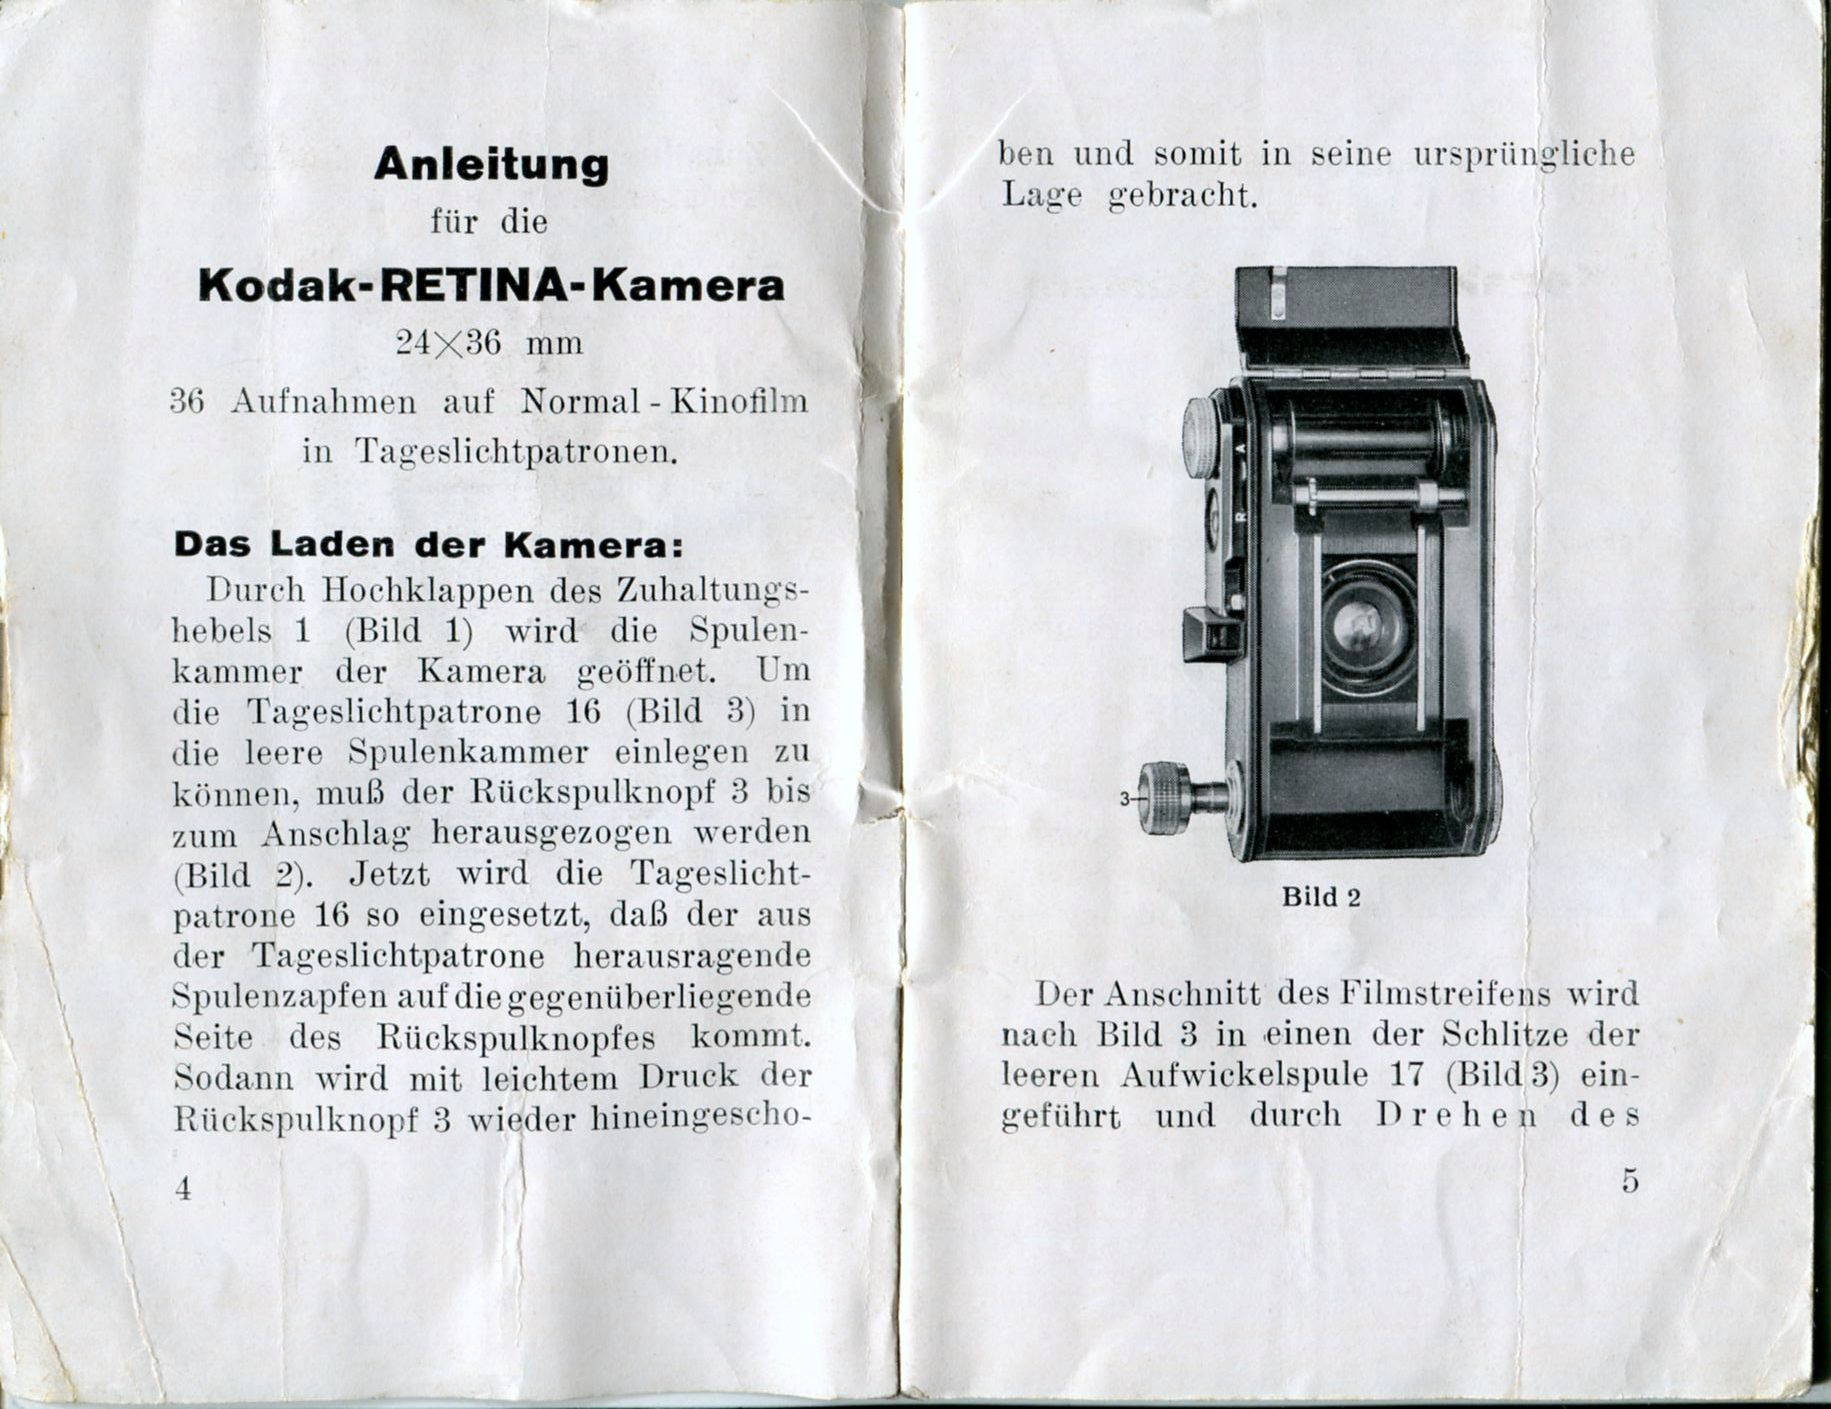 Anleitung
für die
Kodak-RETINA-Kamera
24×36 mm
36 Aufnahmen auf Normal-Kinofilm
in Tageslichtpatronen.
Das Laden der Kamera:
Durch Hochklappen des Zuhaltungs-
hebels 1 (Bild 1) wird die Spulen-
kammer der Kamera geöffnet. Um
die Tageslichtpatrone 16 (Bild 3) in
die leere Spulenkammer einlegen zu
können, muß der Rückspulknopf 3 bis
zum Anschlag herausgezogen werden
(Bild 2). Jetzt wird die Tageslicht-
patrone 16 so eingesetzt, daß der aus
der Tageslichtpatrone herausragende
Spulenzapfen auf die gegenüberliegende
Seite des Rückspulknopfes kommt.
Sodann wird mit leichtem Druck der
Rückspulknopf 3 wieder hineingescho-
4
ben und somit in seine ursprüngliche
Lage gebracht.
A
R
3
Bild 2
Der Anschnitt des Filmstreifens wird
nach Bild 3 in einen der Schlitze der
leeren Aufwickelspule 17 (Bild 3) ein-
geführt und durch Drehen des
5